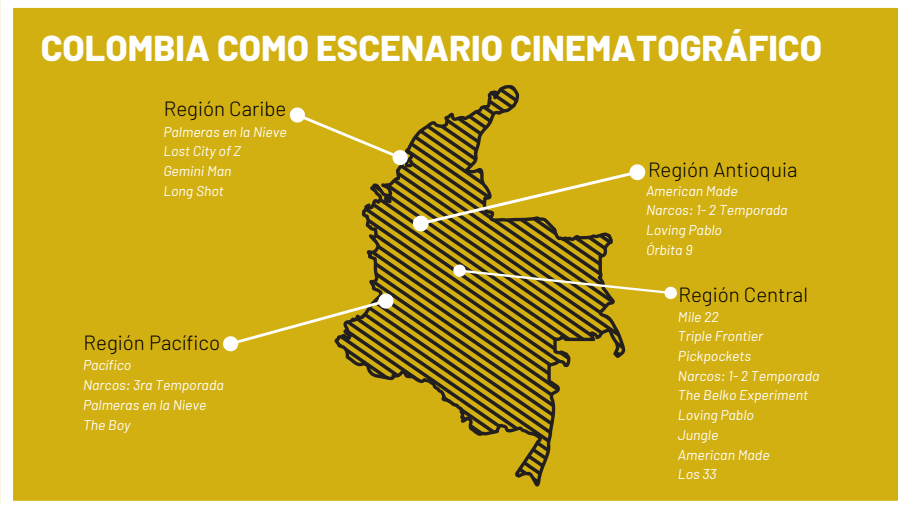 COLOMBIA COMO ESCENARIO CINEMATOGRÁFICO
Región Caribe
Palmeras en la Nieve
Lost City of Z
Gemini Man
Long Shot
Región Antioquia
American Made
Narcos: 1- 2 Temporada
Loving Pablo
Órbita 9
Región Central
Mile 22
Triple Frontier
Pickpockets
Narcos: 1- 2 Temporada
The Belko Experiment
Loving Pablo
Jungle
American Made
Los 33
Región Pacífico
Pacífico
Narcos: 3ra Temporada
Palmeras en la Nieve
The Boy